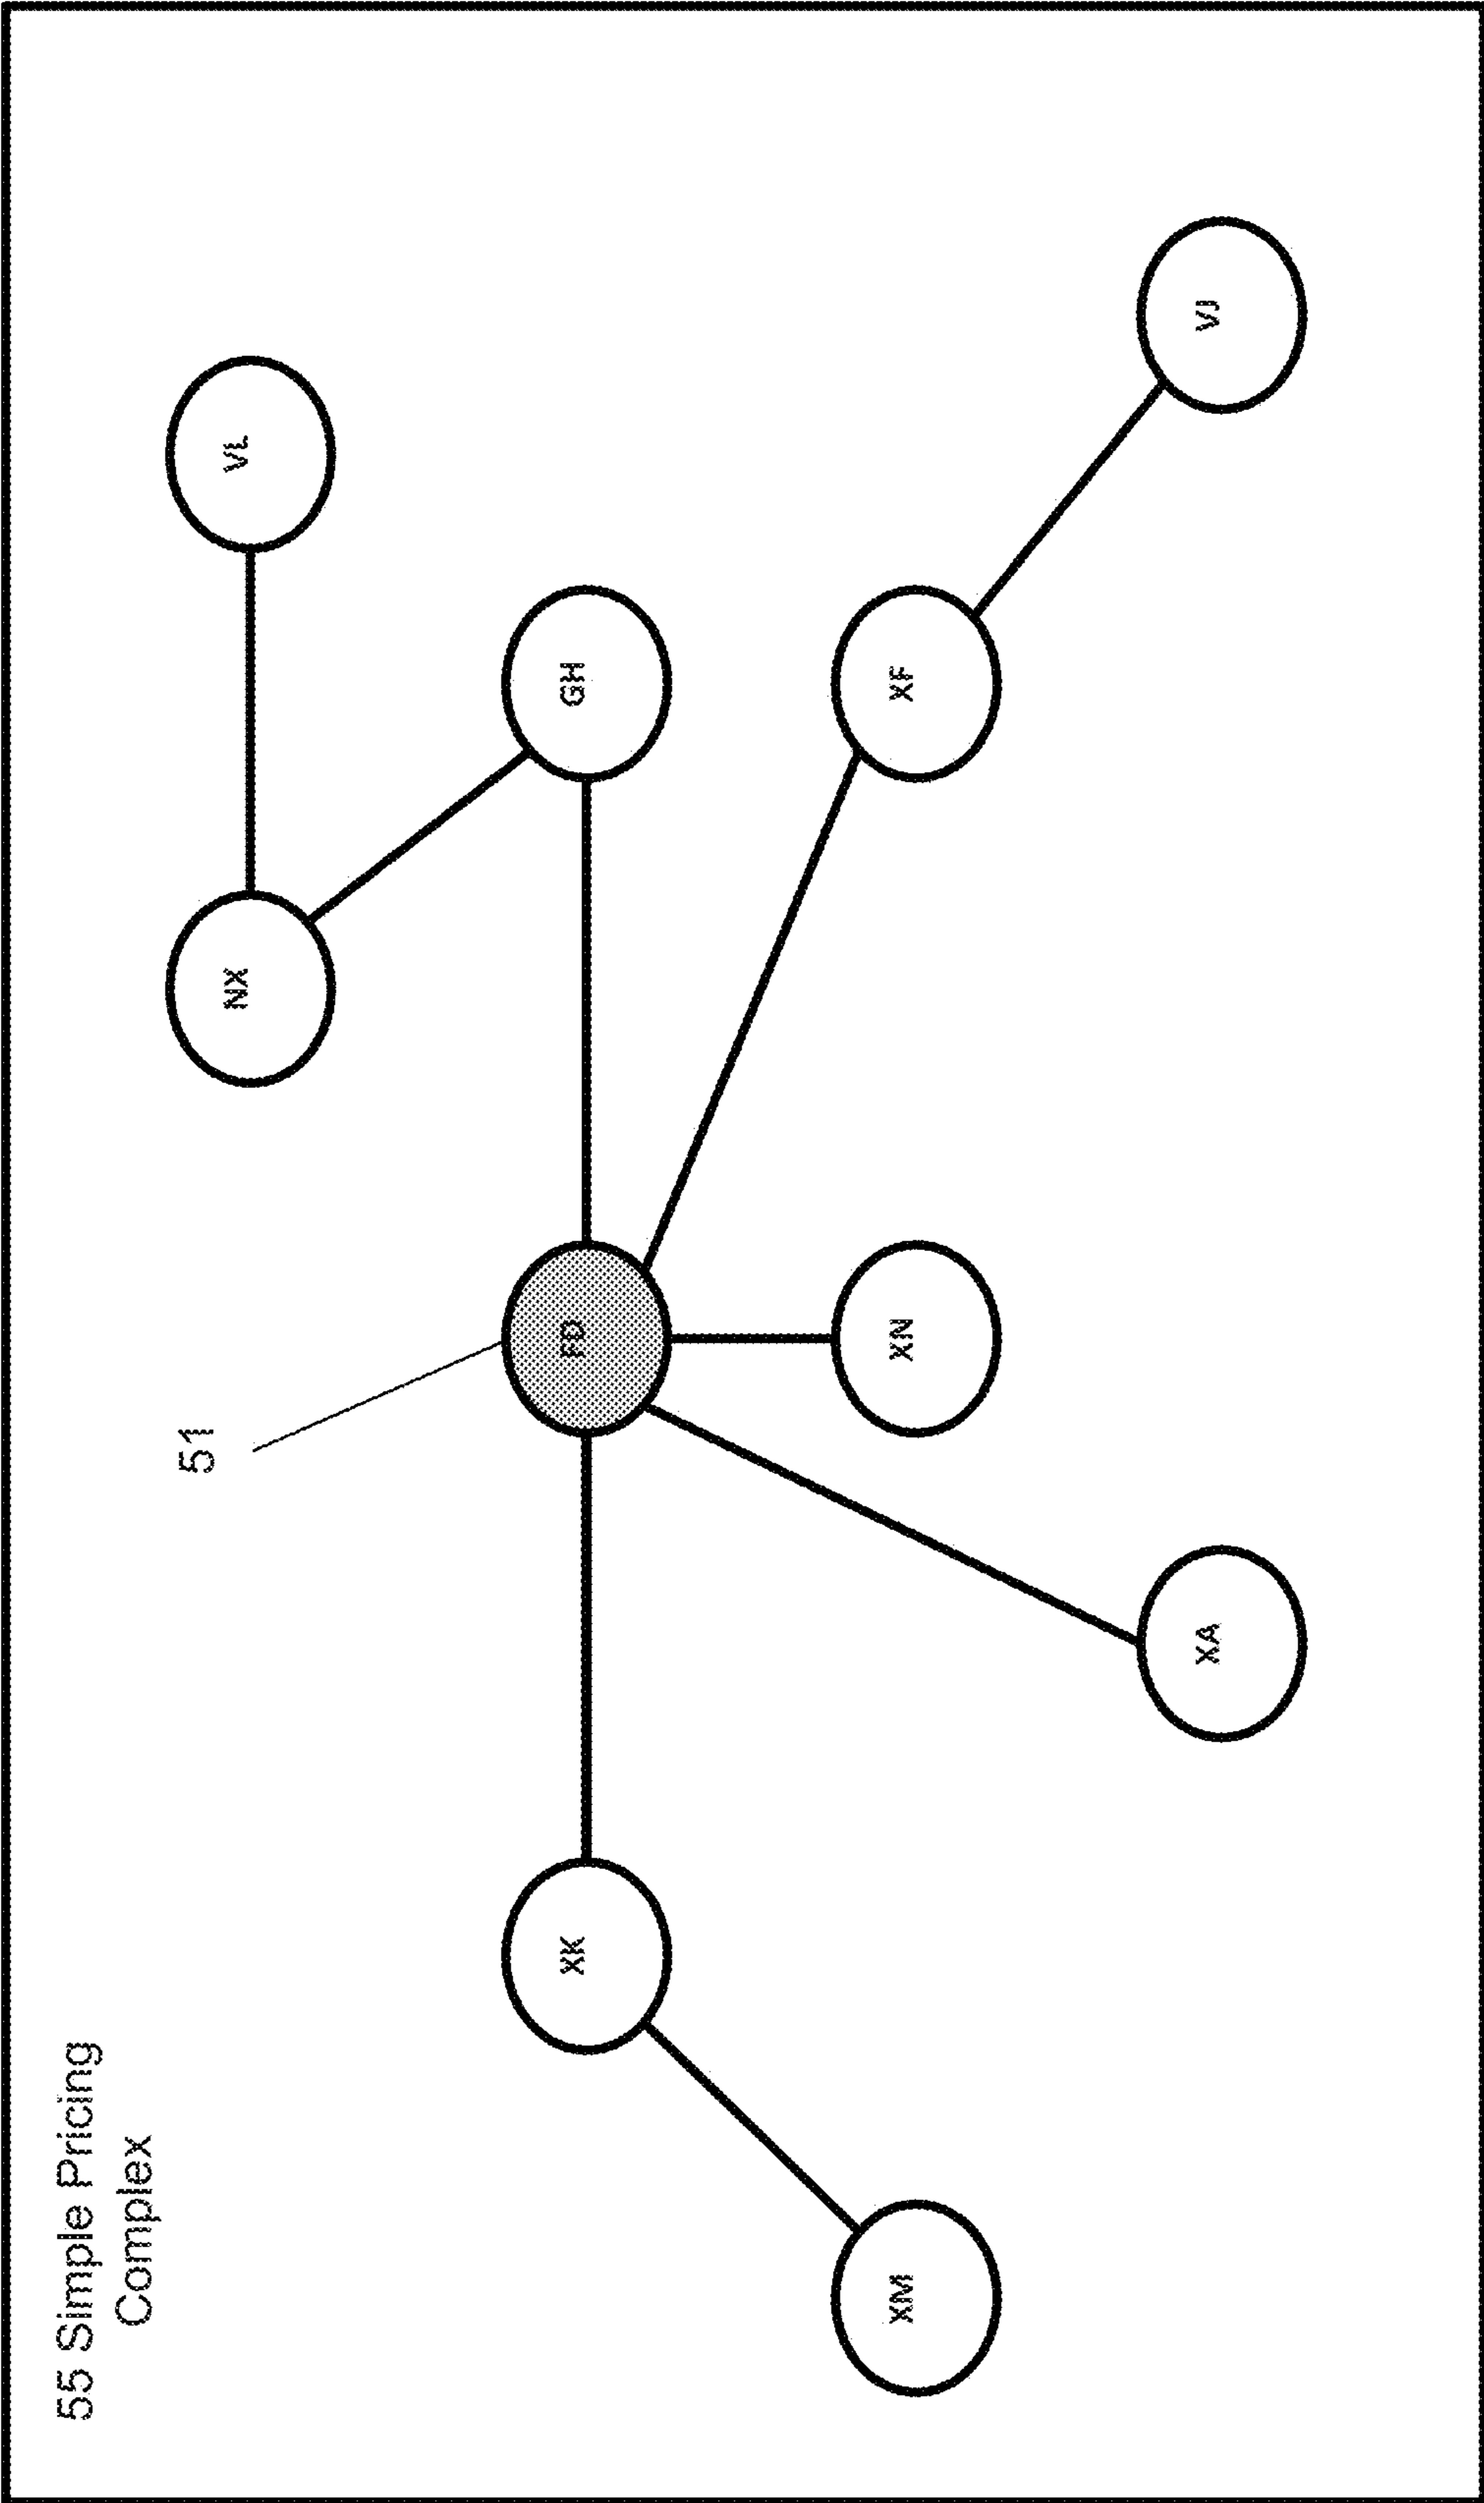 55 Simple Pricing
Complex
51
NX
VL
XK
FD
GH
XM
XN
XF
XA
VJ